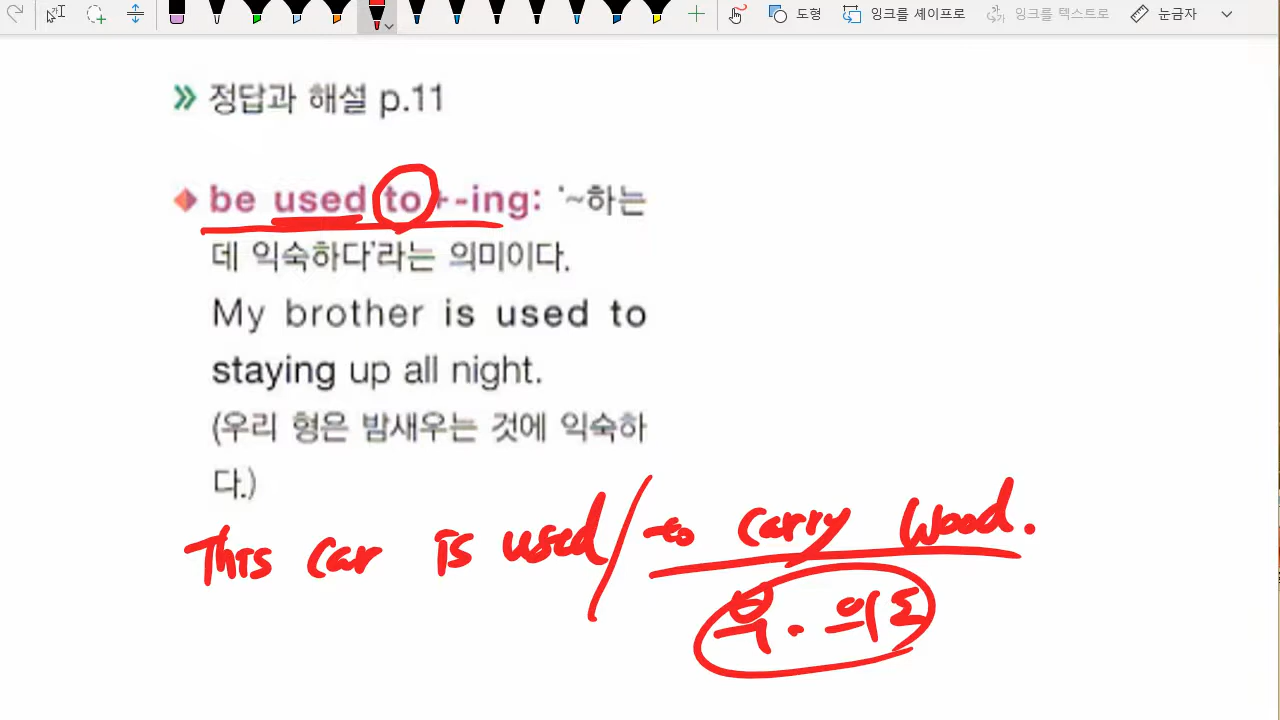 도형
잉크를 셰이프로
잉크를 텍스트로
눈금자
정답과 해설 p.11
be used to + -ing: '~하는
데 익숙하다'라는 의미이다.
My brother is used to
staying up all night.
(우리 형은 밤새우는 것에 익숙하
다.)
This car is used / to carry wood.
목. 의도